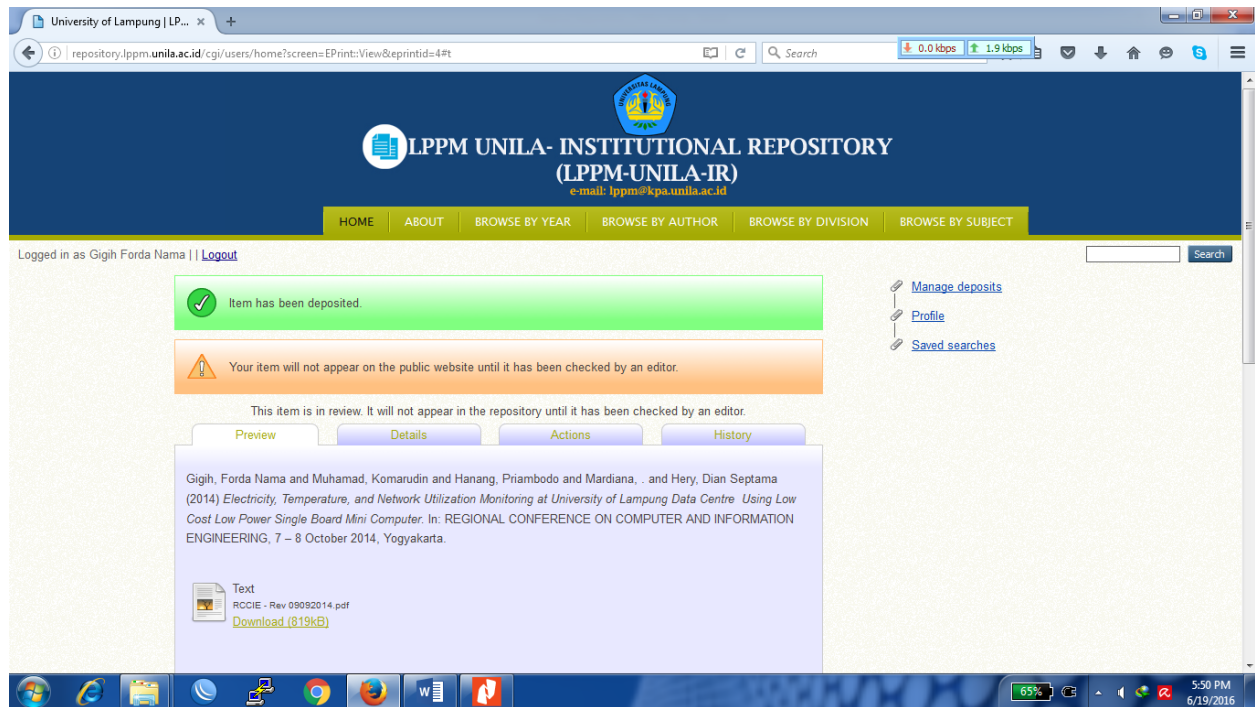 University of Lampung | LP...
repository.lppm.unila.ac.id/cgi/users/home?screen=EPrint::View&eprintid=4#t
Search
0.0 kbps
1.9 kbps
UNIVERSITAS LAMPUNG
LPPM UNILA- INSTITUTIONAL REPOSITORY
(LPPM-UNILA-IR)
e-mail: lppm@kpa.unila.ac.id
HOME ABOUT BROWSE BY YEAR BROWSE BY AUTHOR BROWSE BY DIVISION BROWSE BY SUBJECT
Logged in as Gigih Forda Nama | | Logout
Search
Item has been deposited.
Manage deposits
Profile
Saved searches
Your item will not appear on the public website until it has been checked by an editor.
This item is in review. It will not appear in the repository until it has been checked by an editor.
Preview Details Actions History
Gigih, Forda Nama and Muhamad, Komarudin and Hanang, Priambodo and Mardiana, . and Hery, Dian Septama
(2014) Electricity, Temperature, and Network Utilization Monitoring at University of Lampung Data Centre Using Low
Cost Low Power Single Board Mini Computer. In: REGIONAL CONFERENCE ON COMPUTER AND INFORMATION
ENGINEERING, 7 – 8 October 2014, Yogyakarta.
Text
RCCIE - Rev 09092014.pdf
Download (819kB)
65%
5:50 PM
6/19/2016